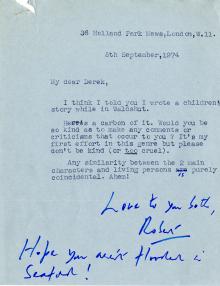 36 Holland Park Mews, London, W.11.
5th September, 1974
My dear Derek,
I think I told you I wrote a children's
story while in Waldshut.
Here's a carbon of it. Would you be
so kind as to make any comments or
criticisms that occur to you ? It's my
first effort in this genre but please
don't be kind (or too cruel).
Any similarity between the 2 main
characters and living persons is purely
coincidental. Ahem!
Love to you both,
Robert
Hope you weren't flooded in
Seaford !